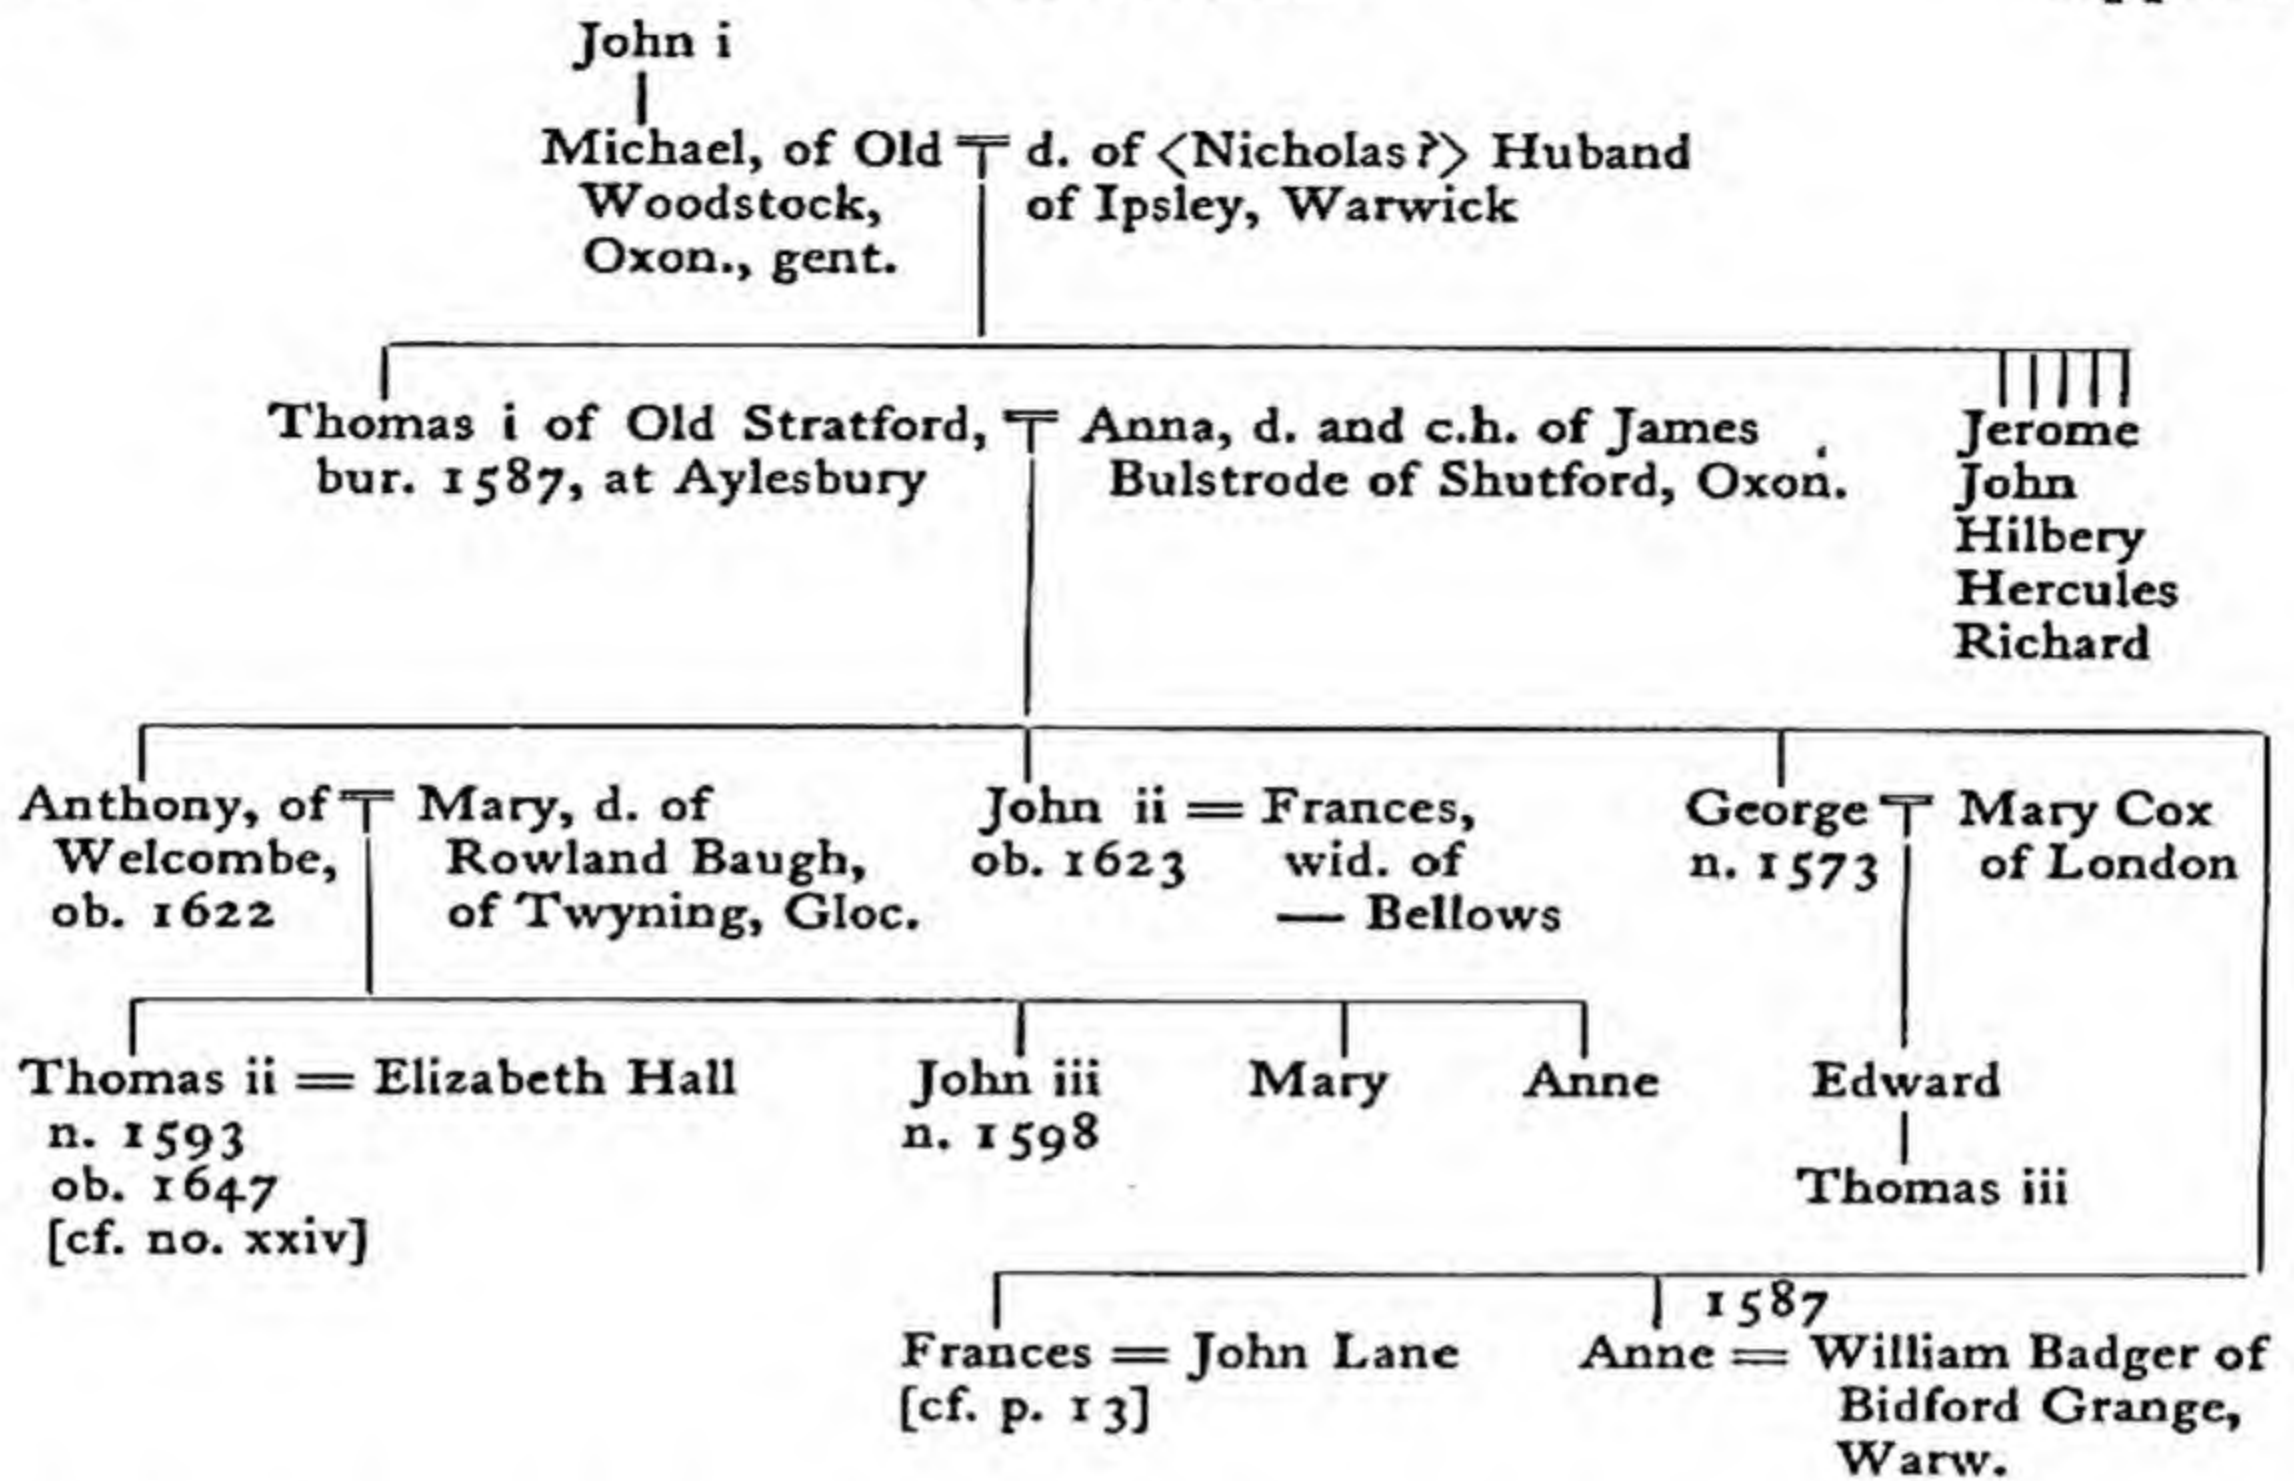 John i
Michael, of Old d. of <Nicholas?> Huband
Woodstock, of Ipsley, Warwick
Oxon., gent.
Thomas i of Old Stratford, Anna, d. and c.h. of James Jerome
bur. 1587, at Aylesbury Bulstrode of Shutford, Oxon. John
Hilbery
Hercules
Richard
Anthony, of Mary, d. of John ii = Frances, George Mary Cox
Welcombe, Rowland Baugh, ob. 1623 wid. of n. 1573 of London
ob. 1622 of Twyning, Gloc. — Bellows
Thomas ii = Elizabeth Hall John iii Mary Anne Edward
n. 1593 n. 1598
ob. 1647 Thomas iii
[cf. no. xxiv]
1587
Frances = John Lane Anne = William Badger of
[cf. p. 13] Bidford Grange,
Warw.